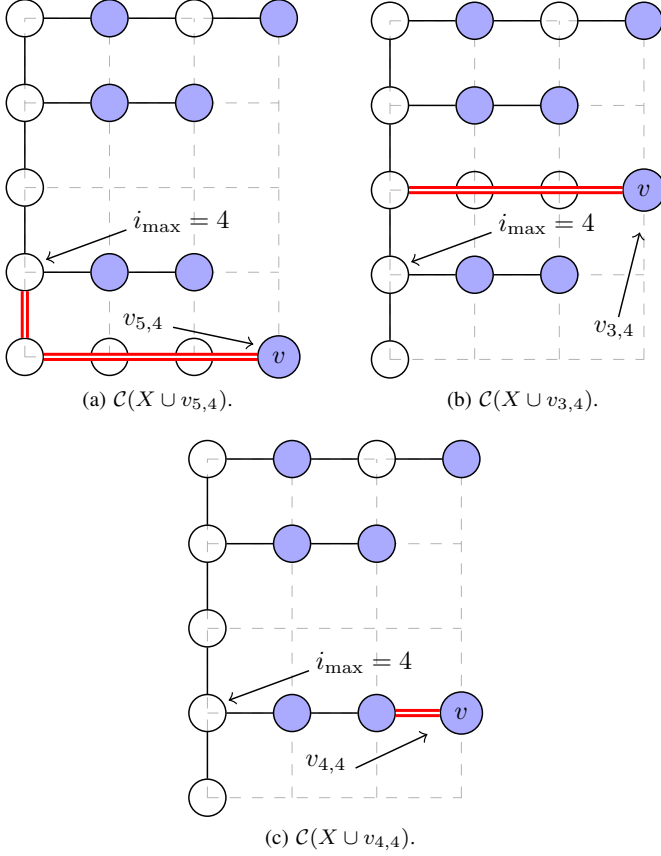 i_max = 4
v_{5,4}
v
(a) 𝒞(X ∪ v_{5,4}).
v
i_max = 4
v_{3,4}
(b) 𝒞(X ∪ v_{3,4}).
i_max = 4
v
v_{4,4}
(c) 𝒞(X ∪ v_{4,4}).